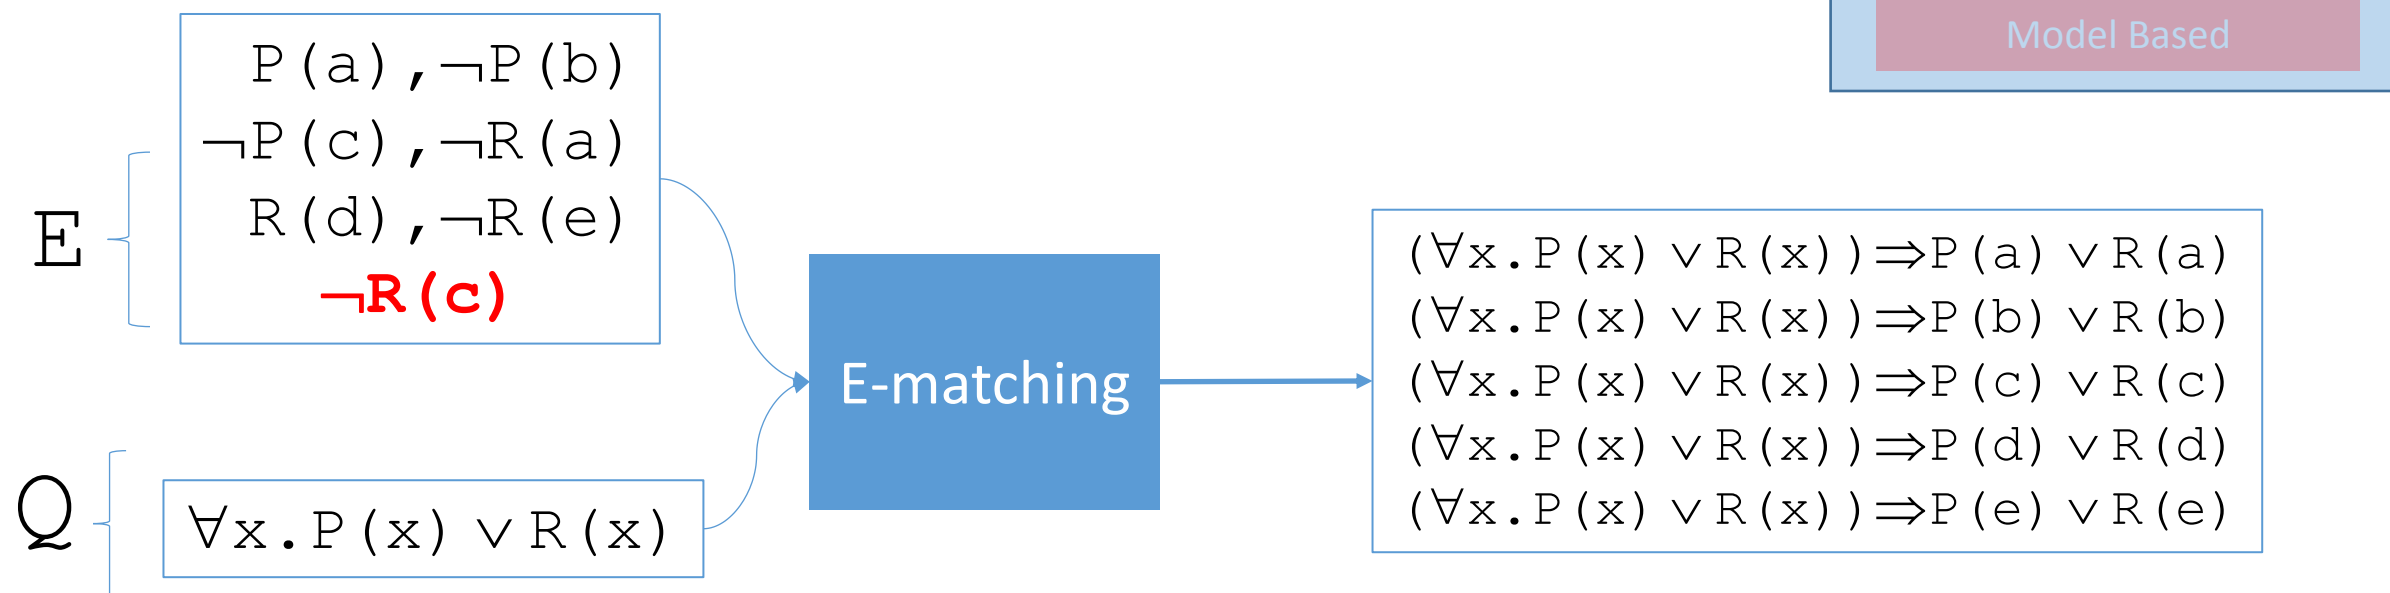 Model Based
P(a),¬P(b)
¬P(c),¬R(a)
R(d),¬R(e)
¬R(c)
E
E-matching
(∀x.P(x)∨R(x))⇒P(a)∨R(a)
(∀x.P(x)∨R(x))⇒P(b)∨R(b)
(∀x.P(x)∨R(x))⇒P(c)∨R(c)
(∀x.P(x)∨R(x))⇒P(d)∨R(d)
(∀x.P(x)∨R(x))⇒P(e)∨R(e)
Q
∀x.P(x)∨R(x)